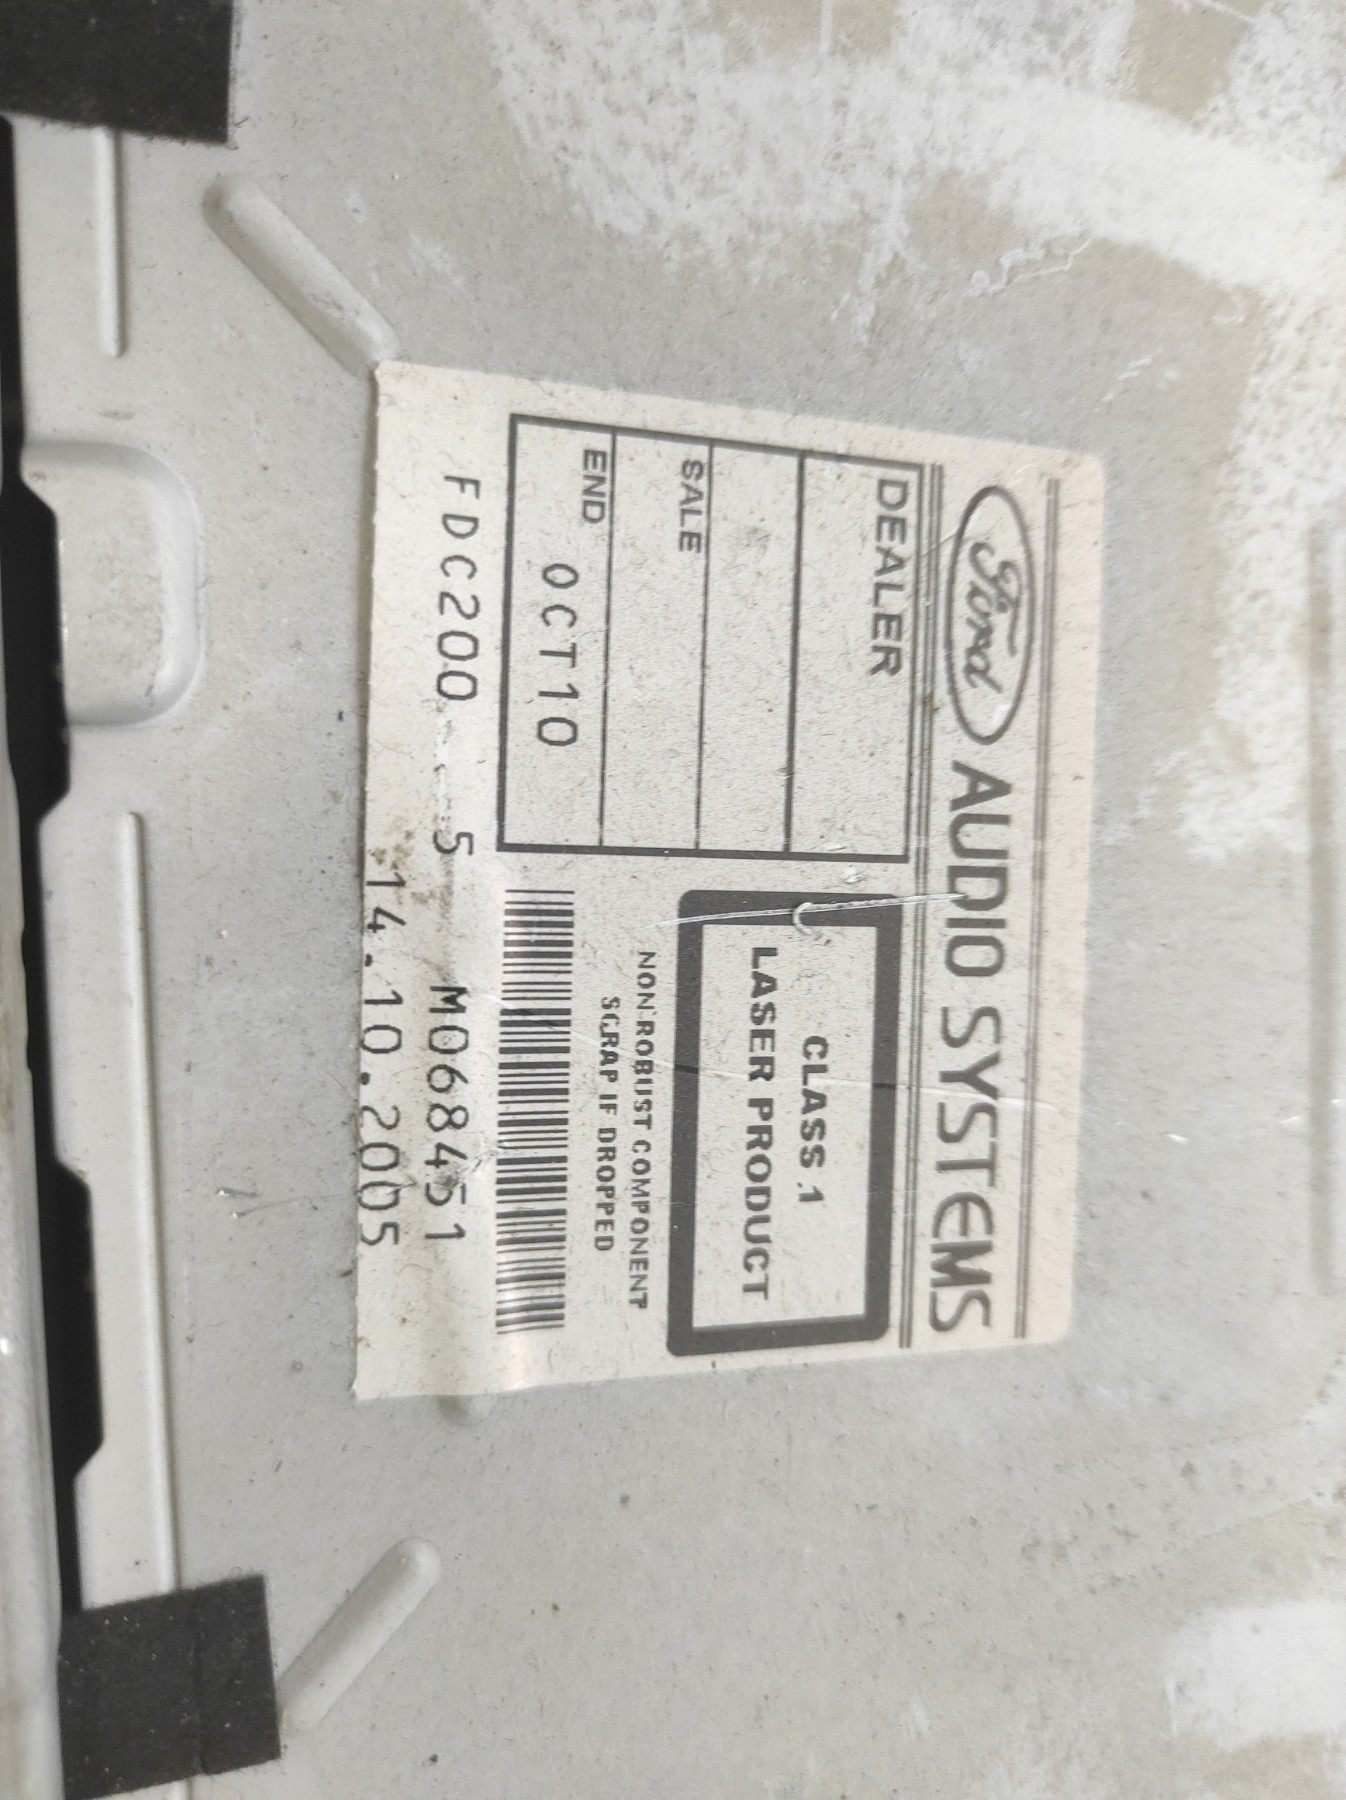 Ford AUDIO SYSTEMS
DEALER
SALE
END
OCT10
CLASS 1
LASER PRODUCT
NON-ROBUST COMPONENT
SCRAP IF DROPPED
FDC200 5 M068451
14.10.2005